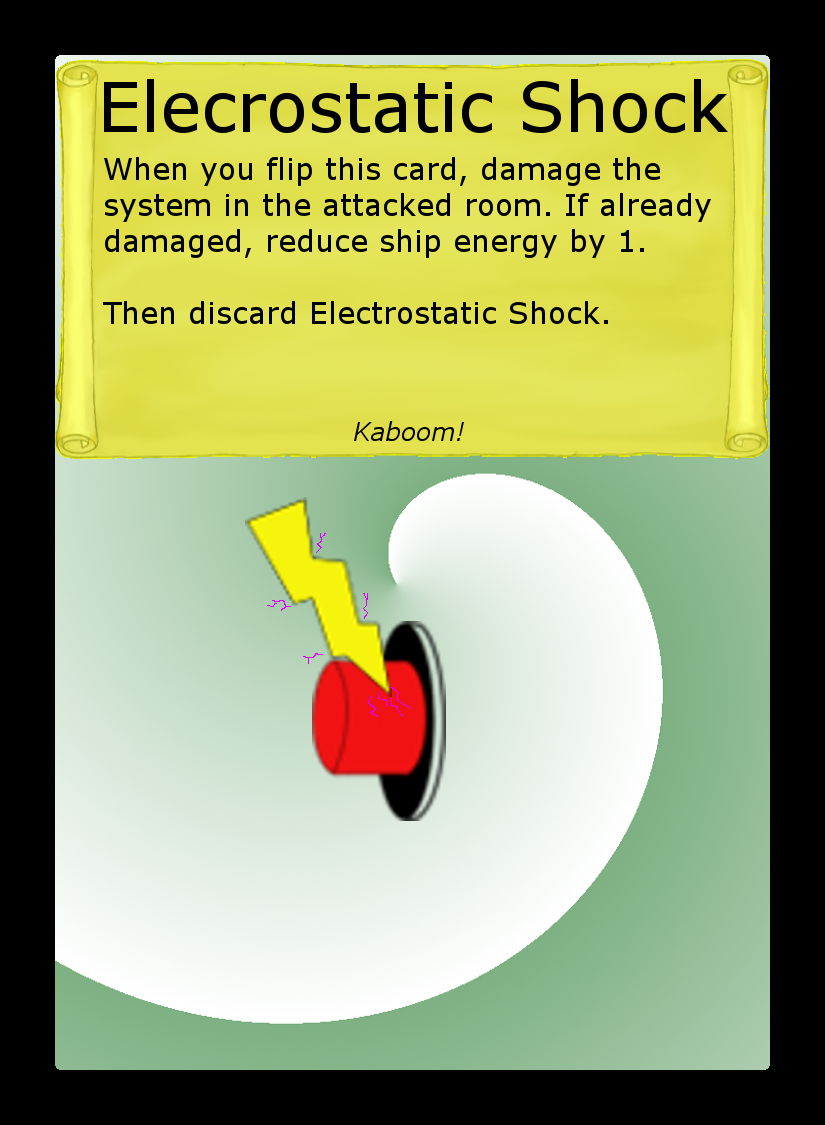 Elecrostatic Shock
When you flip this card, damage the
system in the attacked room. If already
damaged, reduce ship energy by 1.
Then discard Electrostatic Shock.
Kaboom!